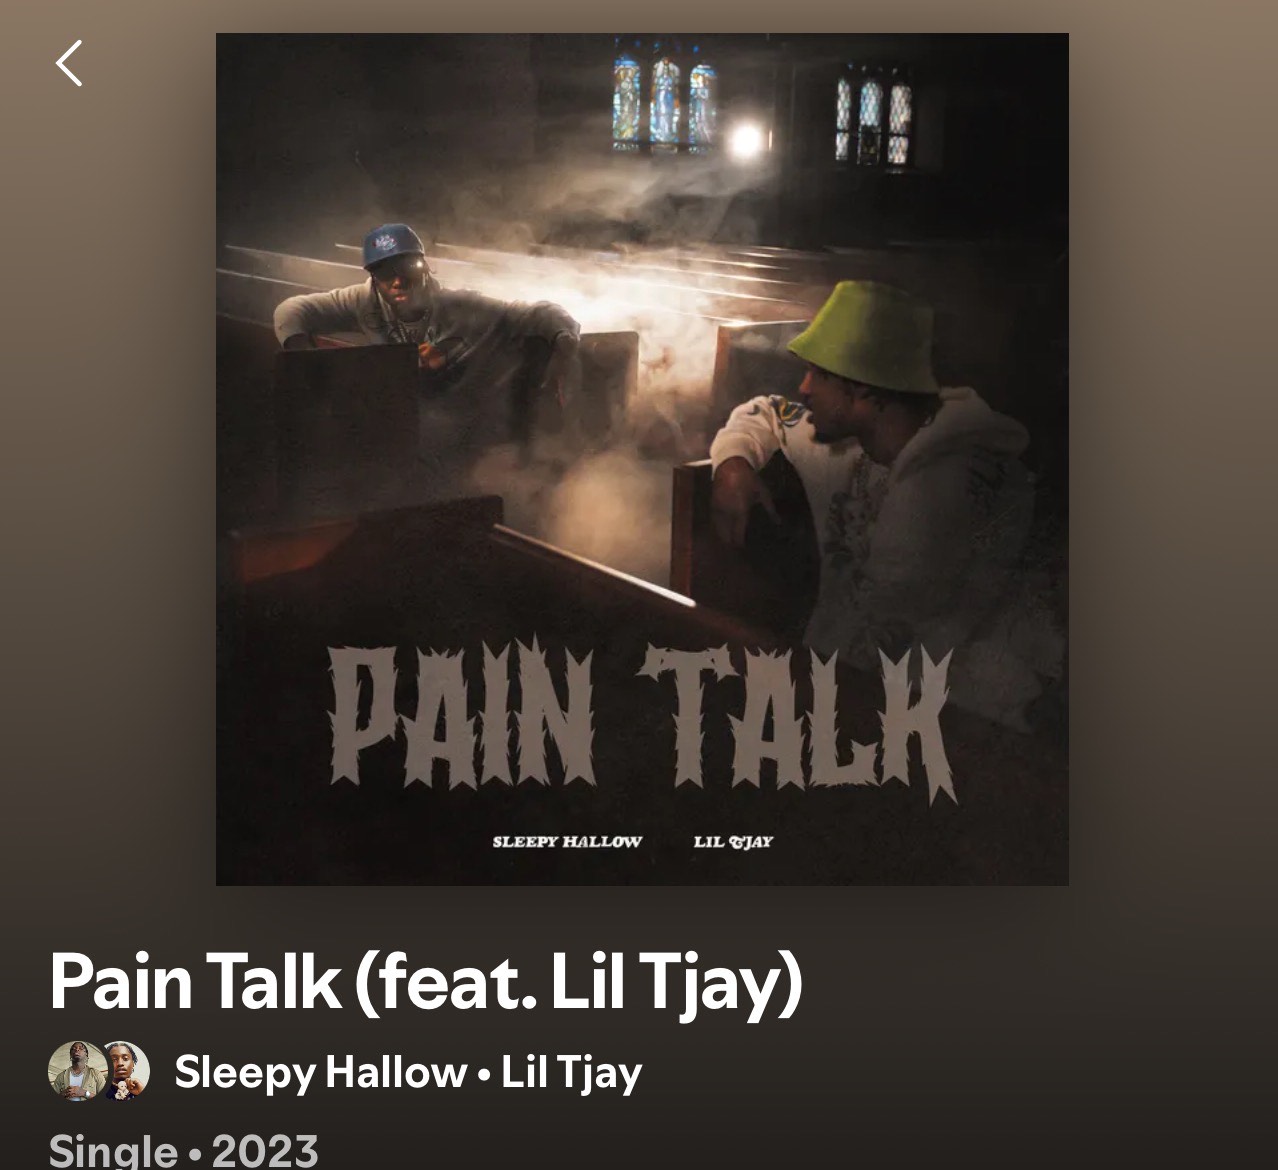 PAIN TALK
SLEEPY HALLOW LIL TJAY
Pain Talk (feat. Lil Tjay)
Sleepy Hallow • Lil Tjay
Single • 2023